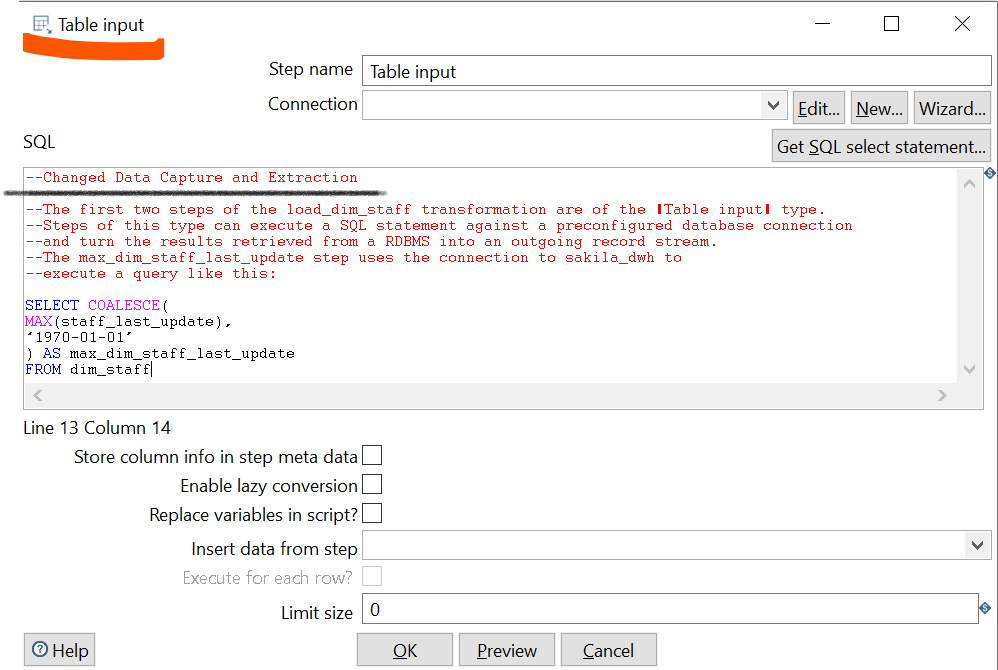 Table input
Step name Table input
Connection Edit... New... Wizard...
SQL Get SQL select statement...
--Changed Data Capture and Extraction
--The first two steps of the load_dim_staff transformation are of the ▌Table input▌ type.
--Steps of this type can execute a SQL statement against a preconfigured database connection
--and turn the results retrieved from a RDBMS into an outgoing record stream.
--The max_dim_staff_last_update step uses the connection to sakila_dwh to
--execute a query like this:
SELECT COALESCE(
MAX(staff_last_update),
‘1970-01-01’
) AS max_dim_staff_last_update
FROM dim_staff
Line 13 Column 14
Store column info in step meta data
Enable lazy conversion
Replace variables in script?
Insert data from step
Execute for each row?
Limit size 0
Help OK Preview Cancel